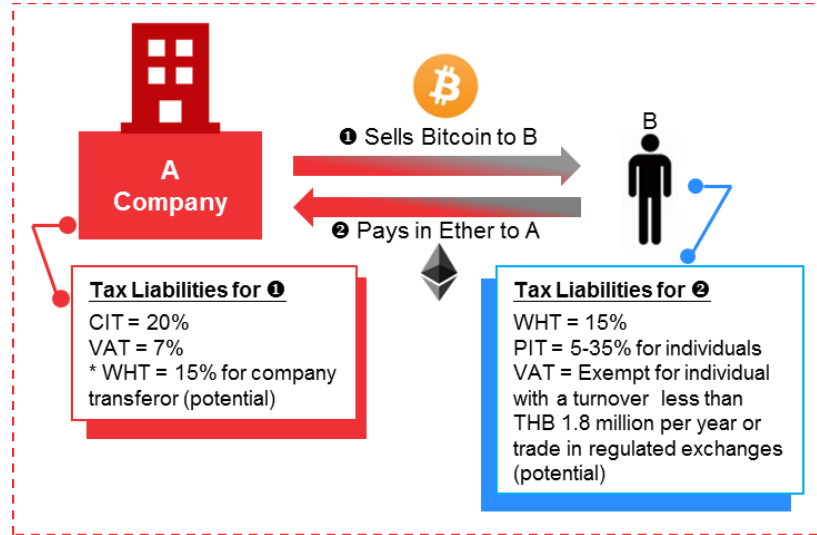 A
Company
❶ Sells Bitcoin to B
B
❷ Pays in Ether to A
Tax Liabilities for ❶
CIT = 20%
VAT = 7%
* WHT = 15% for company
transferor (potential)
Tax Liabilities for ❷
WHT = 15%
PIT = 5-35% for individuals
VAT = Exempt for individual
with a turnover less than
THB 1.8 million per year or
trade in regulated exchanges
(potential)